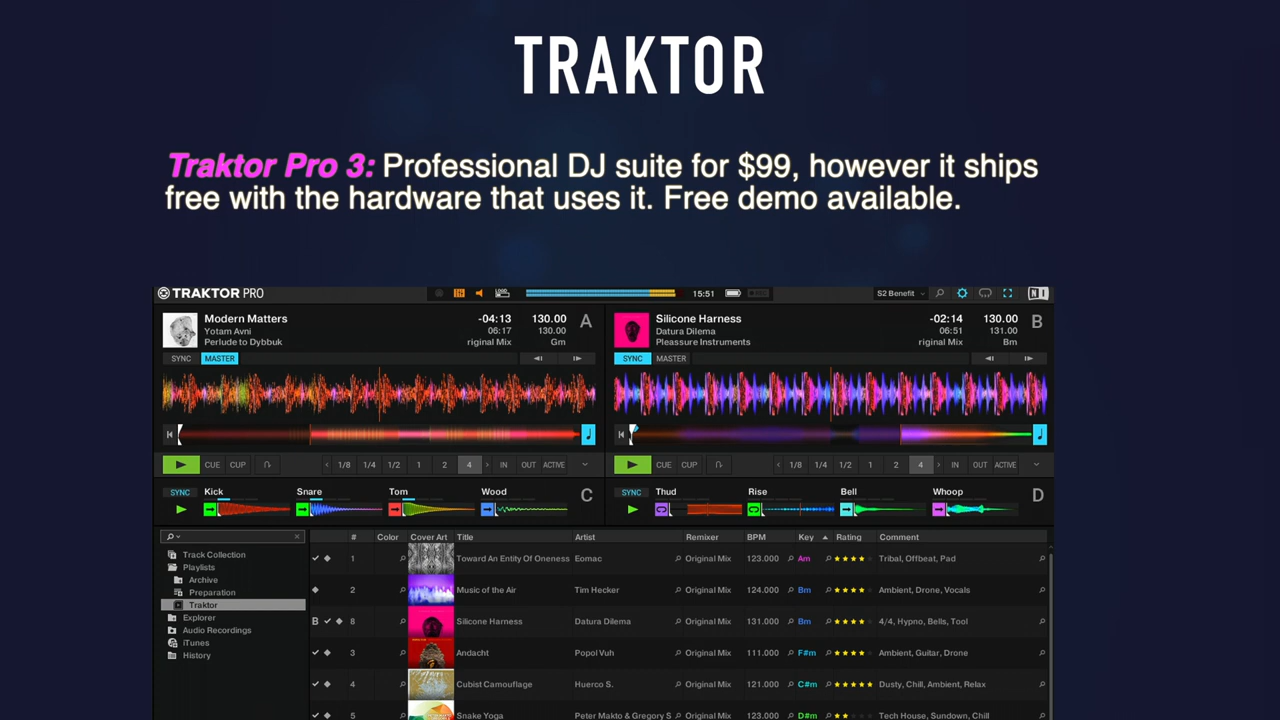 TRAKTOR
Traktor Pro 3: Professional DJ suite for $99, however it ships
free with the hardware that uses it. Free demo available.
TRAKTOR PRO 15:51 S2 Benefit
Modern Matters -04:13 130.00 A
Yotam Avni 06:17 130.00
Perlude to Dybbuk riginal Mix Gm
SYNC MASTER
Silicone Harness -02:14 130.00 B
Datura Dilema 06:51 131.00
Pleassure Instruments riginal Mix Bm
SYNC MASTER
CUE CUP 1/8 1/4 1/2 1 2 4 IN OUT ACTIVE
CUE CUP 1/8 1/4 1/2 1 2 4 IN OUT ACTIVE
SYNC Kick Snare Tom Wood C
SYNC Thud Rise Bell Whoop D
Track Collection
Playlists
Archive
Preparation
Traktor
Explorer
Audio Recordings
iTunes
History
# Color Cover Art Title Artist Remixer BPM Key Rating Comment
1 Toward An Entity Of Oneness Eomac Original Mix 123.000 Am Tribal, Offbeat, Pad
2 Music of the Air Tim Hecker Original Mix 124.000 Bm Ambient, Drone, Vocals
B 8 Silicone Harness Datura Dilema Original Mix 131.000 Bm 4/4, Hypno, Bells, Tool
3 Andacht Popol Vuh Original Mix 111.000 F#m Ambient, Guitar, Drone
4 Cubist Camouflage Huerco S. Original Mix 121.000 C#m Dusty, Chill, Ambient, Relax
5 Snake Yoga Peter Makto & Gregory S Original Mix 123.000 D#m Tech House, Sundown, Chill